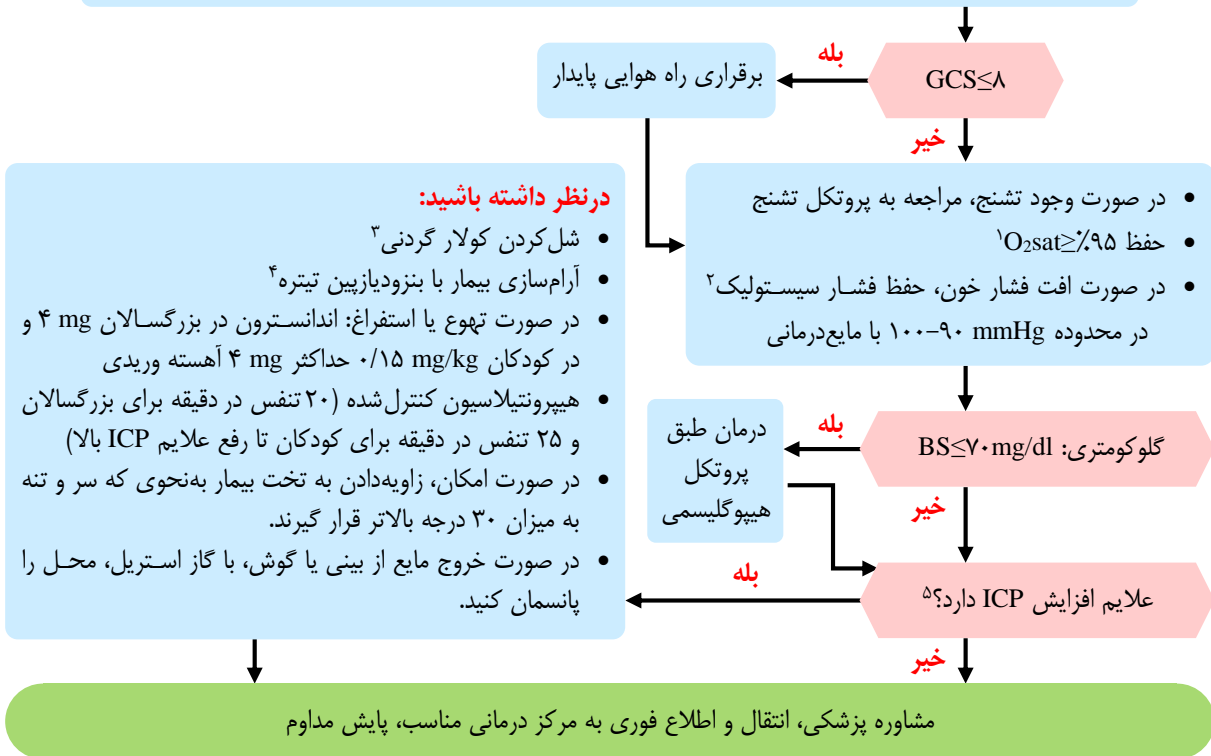 GCS≤۸
بله
برقراری راه هوایی پایدار
خیر
در صورت وجود تشنج، مراجعه به پروتکل تشنج
حفظ O2sat≥٪۹۵۱
در صورت افت فشار خون، حفظ فشار سیستولیک۲
در محدوده ۹۰–۱۰۰ mmHg با مایع‌درمانی
گلوکومتری: BS≤۷۰mg/dl
بله
درمان طبق
پروتکل
هیپوگلیسمی
خیر
علایم افزایش ICP دارد؟۵
بله
درنظر داشته باشید:
شل‌کردن کولار گردنی۳
آرام‌سازی بیمار با بنزودیازپین تیتره۴
در صورت تهوع یا استفراغ: اندانسترون در بزرگسالان ۴ mg و
در کودکان ۰/۱۵ mg/kg حداکثر ۴ mg آهسته وریدی
هیپرونتیلاسیون کنترل‌شده (۲۰ تنفس در دقیقه برای بزرگسالان
و ۲۵ تنفس در دقیقه برای کودکان تا رفع علایم ICP بالا)
در صورت امکان، زاویه‌دادن به تخت بیمار به‌نحوی که سر و تنه
به میزان ۳۰ درجه بالاتر قرار گیرند.
در صورت خروج مایع از بینی یا گوش، با گاز استریل، محل را
پانسمان کنید.
خیر
مشاوره پزشکی، انتقال و اطلاع فوری به مرکز درمانی مناسب، پایش مداوم